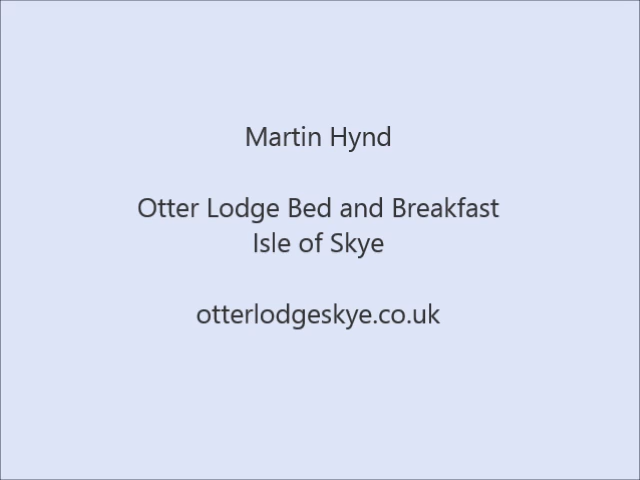 Martin Hynd
Otter Lodge Bed and Breakfast
Isle of Skye
otterlodgeskye.co.uk